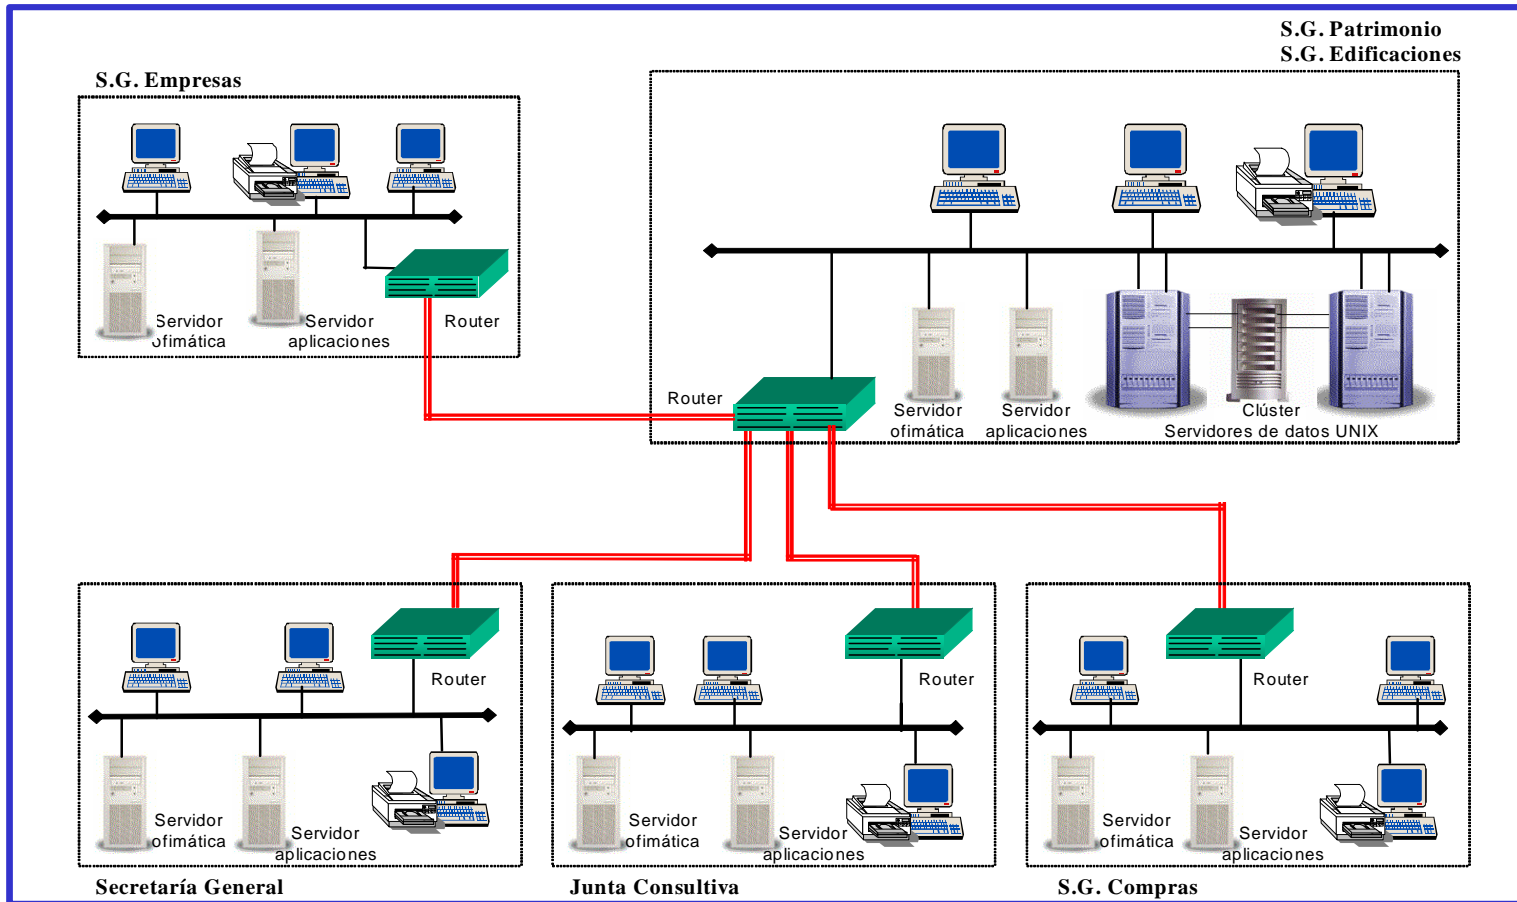 S.G. Patrimonio
S.G. Edificaciones
S.G. Empresas
Servidor
ofimática
Servidor
aplicaciones
Router
Router
Servidor
ofimática
Servidor
aplicaciones
Clúster
Servidores de datos UNIX
Router
Servidor
ofimática
Servidor
aplicaciones
Secretaría General
Router
Servidor
ofimática
Servidor
aplicaciones
Junta Consultiva
Router
Servidor
ofimática
Servidor
aplicaciones
S.G. Compras